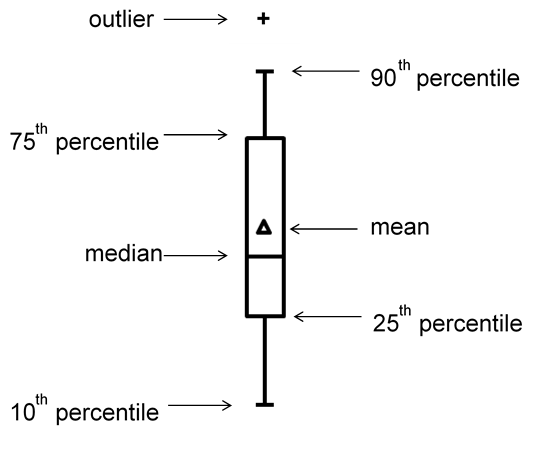 outlier
90th percentile
75th percentile
mean
median
25th percentile
10th percentile